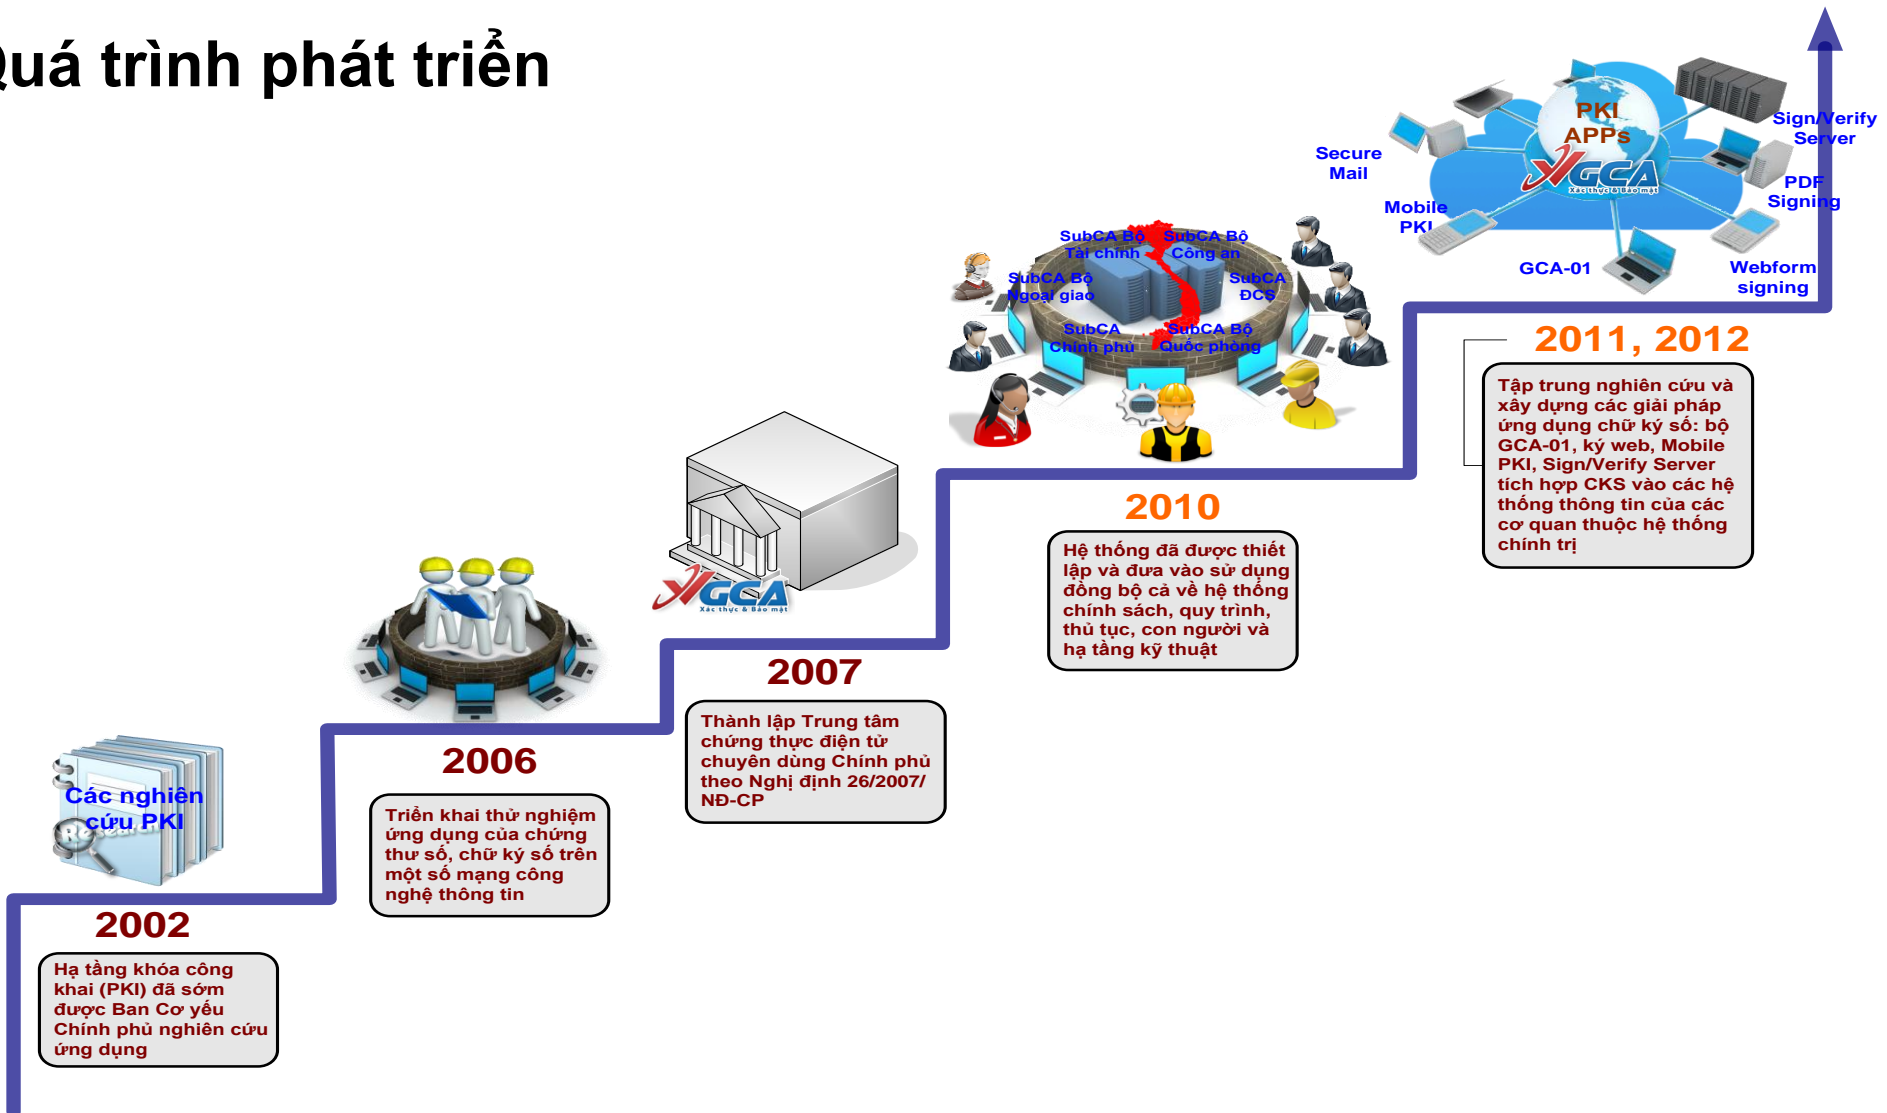 uá trình phát triển
PKI
APPs
GCA
Xác thực & Bảo mật
Sign/Verify
Server
Secure
Mail
PDF
Signing
Mobile
PKI
GCA-01
Webform
signing
SubCA Bộ
Tài chính
SubCA Bộ
Công an
SubCA Bộ
Ngoại giao
SubCA
ĐCS
SubCA
Chính phủ
SubCA Bộ
Quốc phòng
2011, 2012
Tập trung nghiên cứu và
xây dựng các giải pháp
ứng dụng chữ ký số: bộ
GCA-01, ký web, Mobile
PKI, Sign/Verify Server
tích hợp CKS vào các hệ
thống thông tin của các
cơ quan thuộc hệ thống
chính trị
2010
Hệ thống đã được thiết
lập và đưa vào sử dụng
đồng bộ cả về hệ thống
chính sách, quy trình,
thủ tục, con người và
hạ tầng kỹ thuật
GCA
Xác thực & Bảo mật
2007
Thành lập Trung tâm
chứng thực điện tử
chuyên dùng Chính phủ
theo Nghị định 26/2007/
NĐ-CP
2006
Triển khai thử nghiệm
ứng dụng của chứng
thư số, chữ ký số trên
một số mạng công
nghệ thông tin
Các nghiên
cứu PKI
Research
2002
Hạ tầng khóa công
khai (PKI) đã sớm
được Ban Cơ yếu
Chính phủ nghiên cứu
ứng dụng